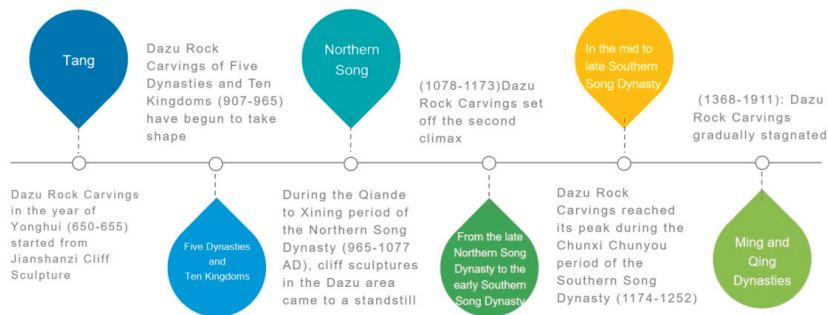 Tang
Dazu Rock Carvings
in the year of
Yonghui (650-655)
started from
Jianshanzi Cliff
Sculpture
Dazu Rock
Carvings of Five
Dynasties and Ten
Kingdoms (907-965)
have begun to take
shape
Five Dynasties
and
Ten Kingdoms
Northern
Song
During the Qiande
to Xining period of
the Northern Song
Dynasty (965-1077
AD), cliff sculptures
in the Dazu area
came to a standstill
(1078-1173)Dazu
Rock Carvings set
off the second
climax
From the late
Northern Song
Dynasty to the
early Southern
Song Dynasty
In the mid to
late Southern
Song Dynasty
Dazu Rock
Carvings reached
its peak during the
Chunxi Chunyou
period of the
Southern Song
Dynasty (1174-1252)
(1368-1911): Dazu
Rock Carvings
gradually stagnated
Ming and
Qing
Dynasties